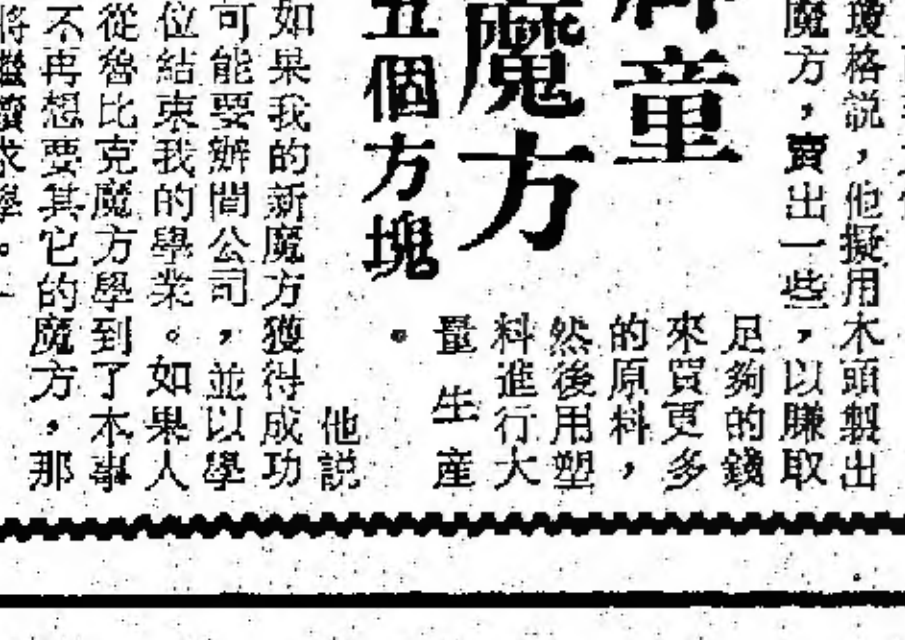 格説，他擬用木頭製出
魔方，賣出一些，以賺取
足夠的錢
來買更多
的原料，
然後用塑
料進行大
量生産
。
童
魔方
五個方塊
他説
如果我的新魔方獲得成功
可能要辦間公司，並以學
位結束我的學業。如果人
從魯比克魔方學到了本事
不再想要其它的魔方，那
將繼續求學。